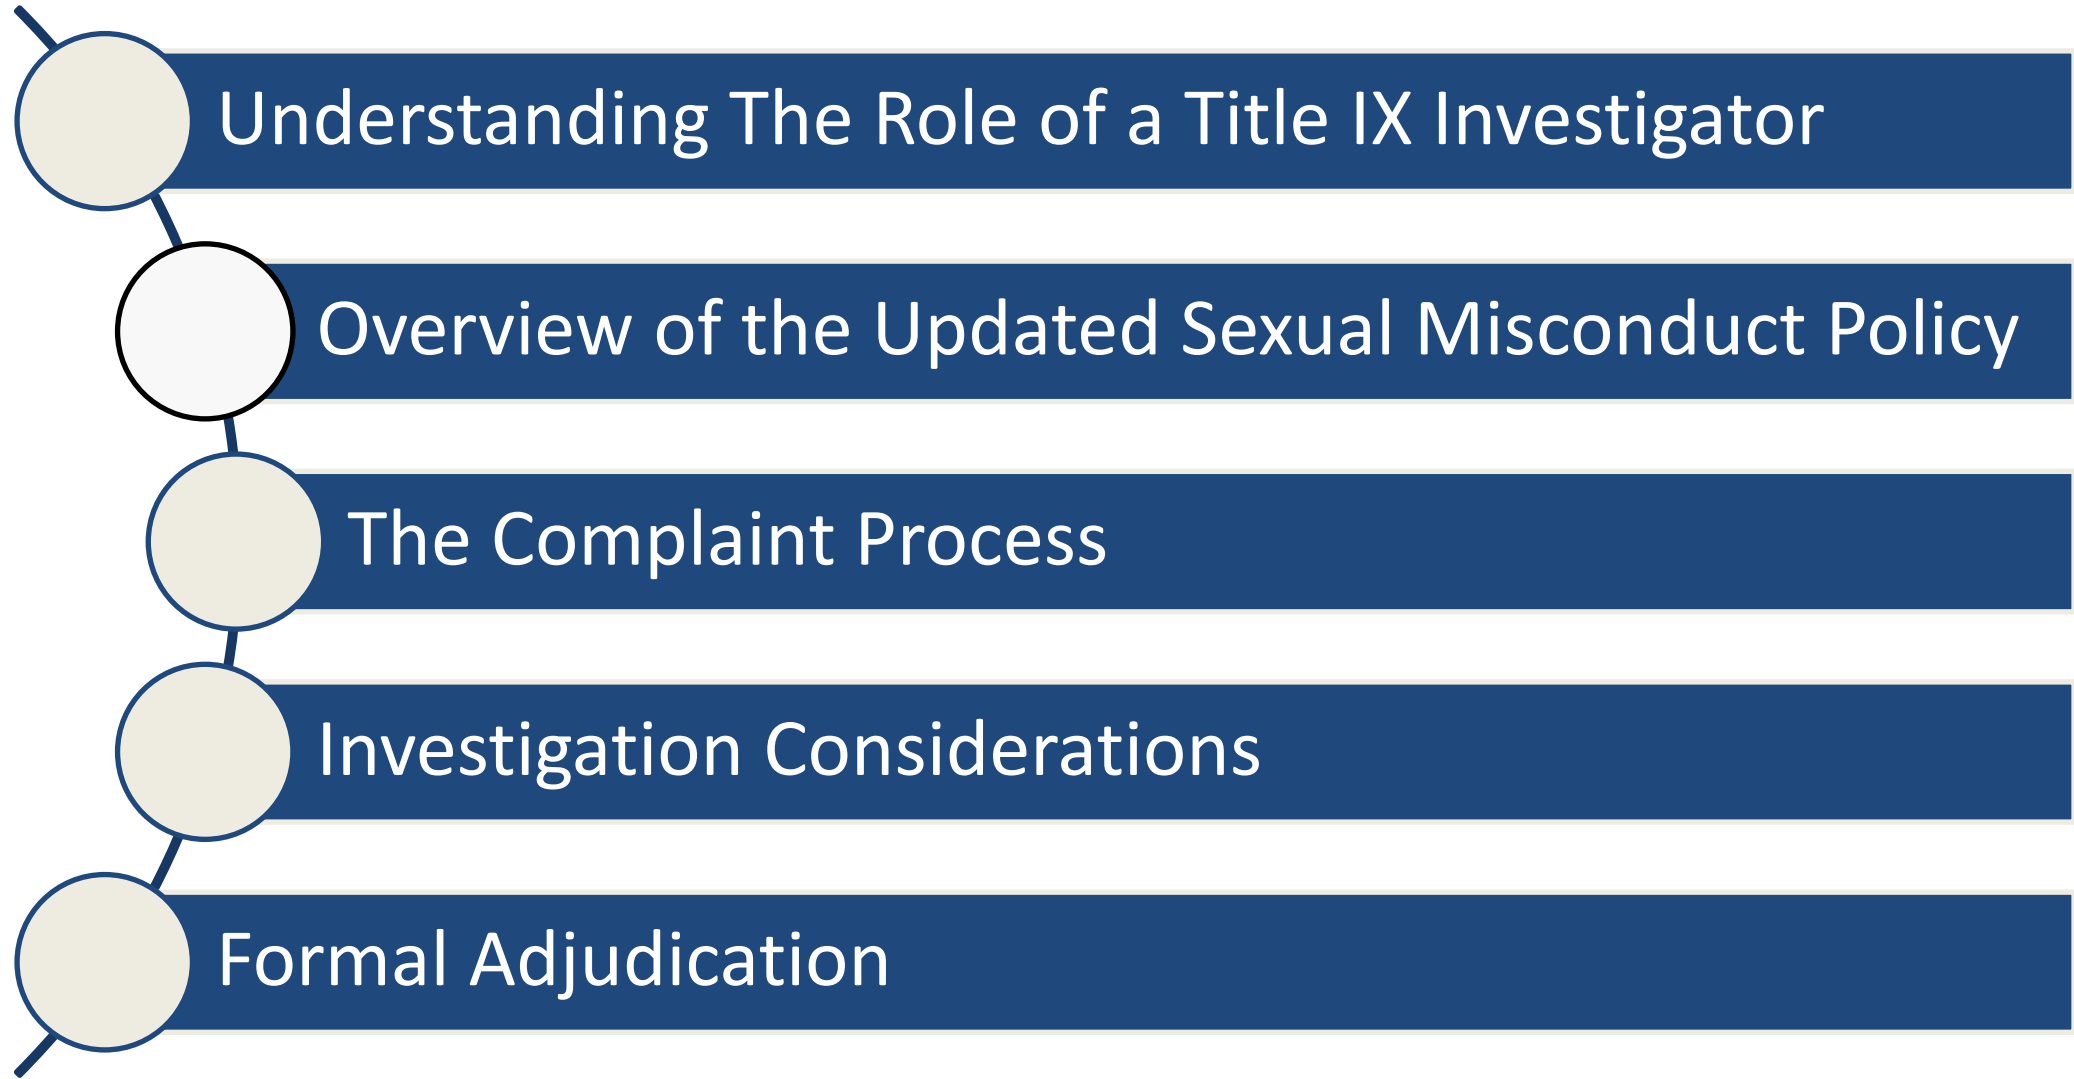 Understanding The Role of a Title IX Investigator
Overview of the Updated Sexual Misconduct Policy
The Complaint Process
Investigation Considerations
Formal Adjudication